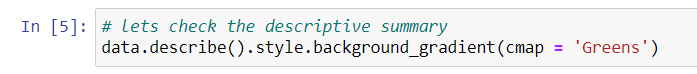 In [5]: # lets check the descriptive summary
data.describe().style.background_gradient(cmap = 'Greens')